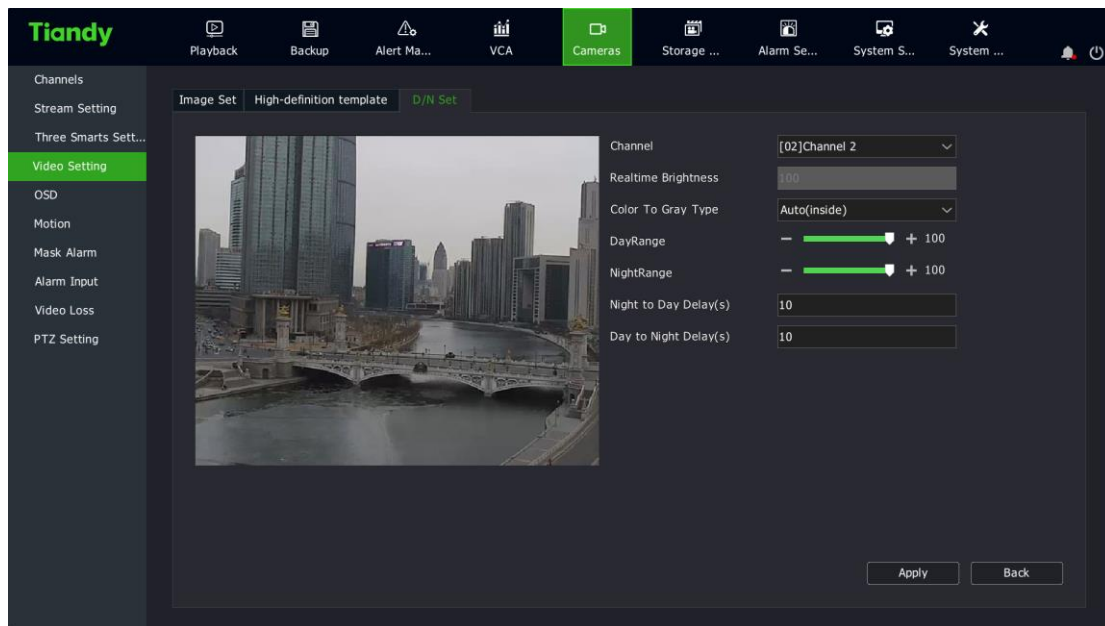 Tiandy
Playback
Backup
Alert Ma...
VCA
Cameras
Storage ...
Alarm Se...
System S...
System ...
Channels
Stream Setting
Three Smarts Sett...
Video Setting
OSD
Motion
Mask Alarm
Alarm Input
Video Loss
PTZ Setting
Image Set
High-definition template
D/N Set
Channel [02]Channel 2
Realtime Brightness 100
Color To Gray Type Auto(inside)
DayRange 100
NightRange 100
Night to Day Delay(s) 10
Day to Night Delay(s) 10
Apply
Back